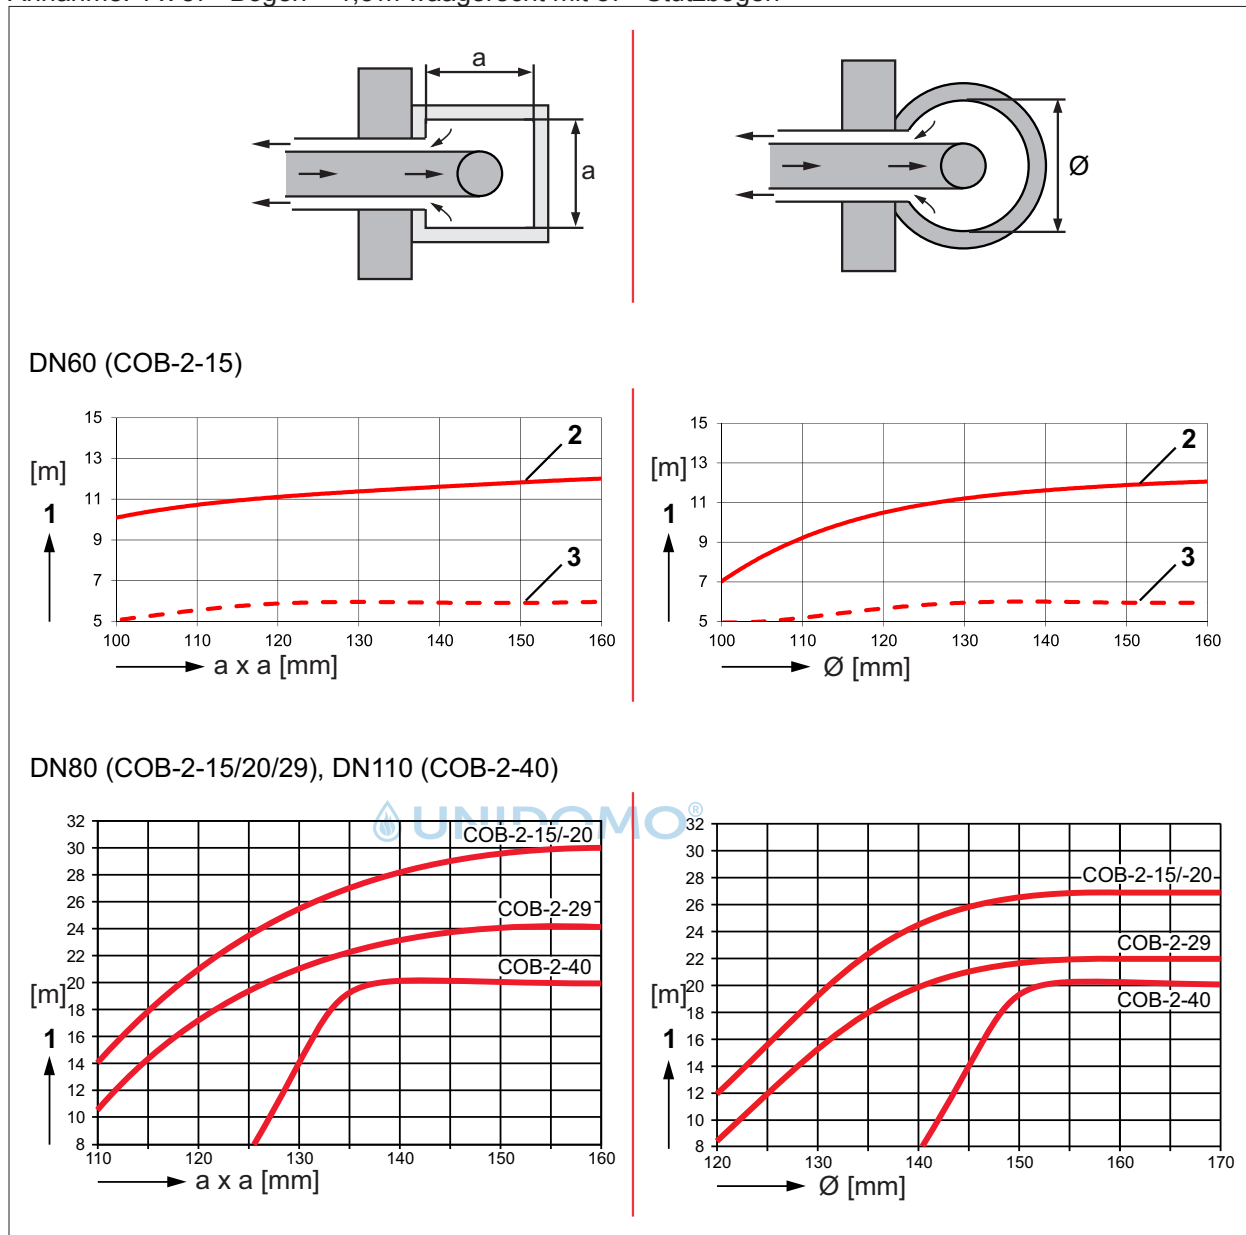 a
a
Ø
DN60 (COB-2-15)
15
13
11
9
7
5
[m]
1
2
3
100 110 120 130 140 150 160
a x a [mm]
15
13
11
9
7
5
[m]
1
2
3
100 110 120 130 140 150 160
Ø [mm]
DN80 (COB-2-15/20/29), DN110 (COB-2-40)
UNIDOMO®
32
30
28
26
24
22
20
18
16
14
12
10
8
[m]
1
COB-2-15/-20
COB-2-29
COB-2-40
110 120 130 140 150 160
a x a [mm]
32
30
28
26
24
22
20
18
16
14
12
10
8
[m]
1
COB-2-15/-20
COB-2-29
COB-2-40
120 130 140 150 160 170
Ø [mm]